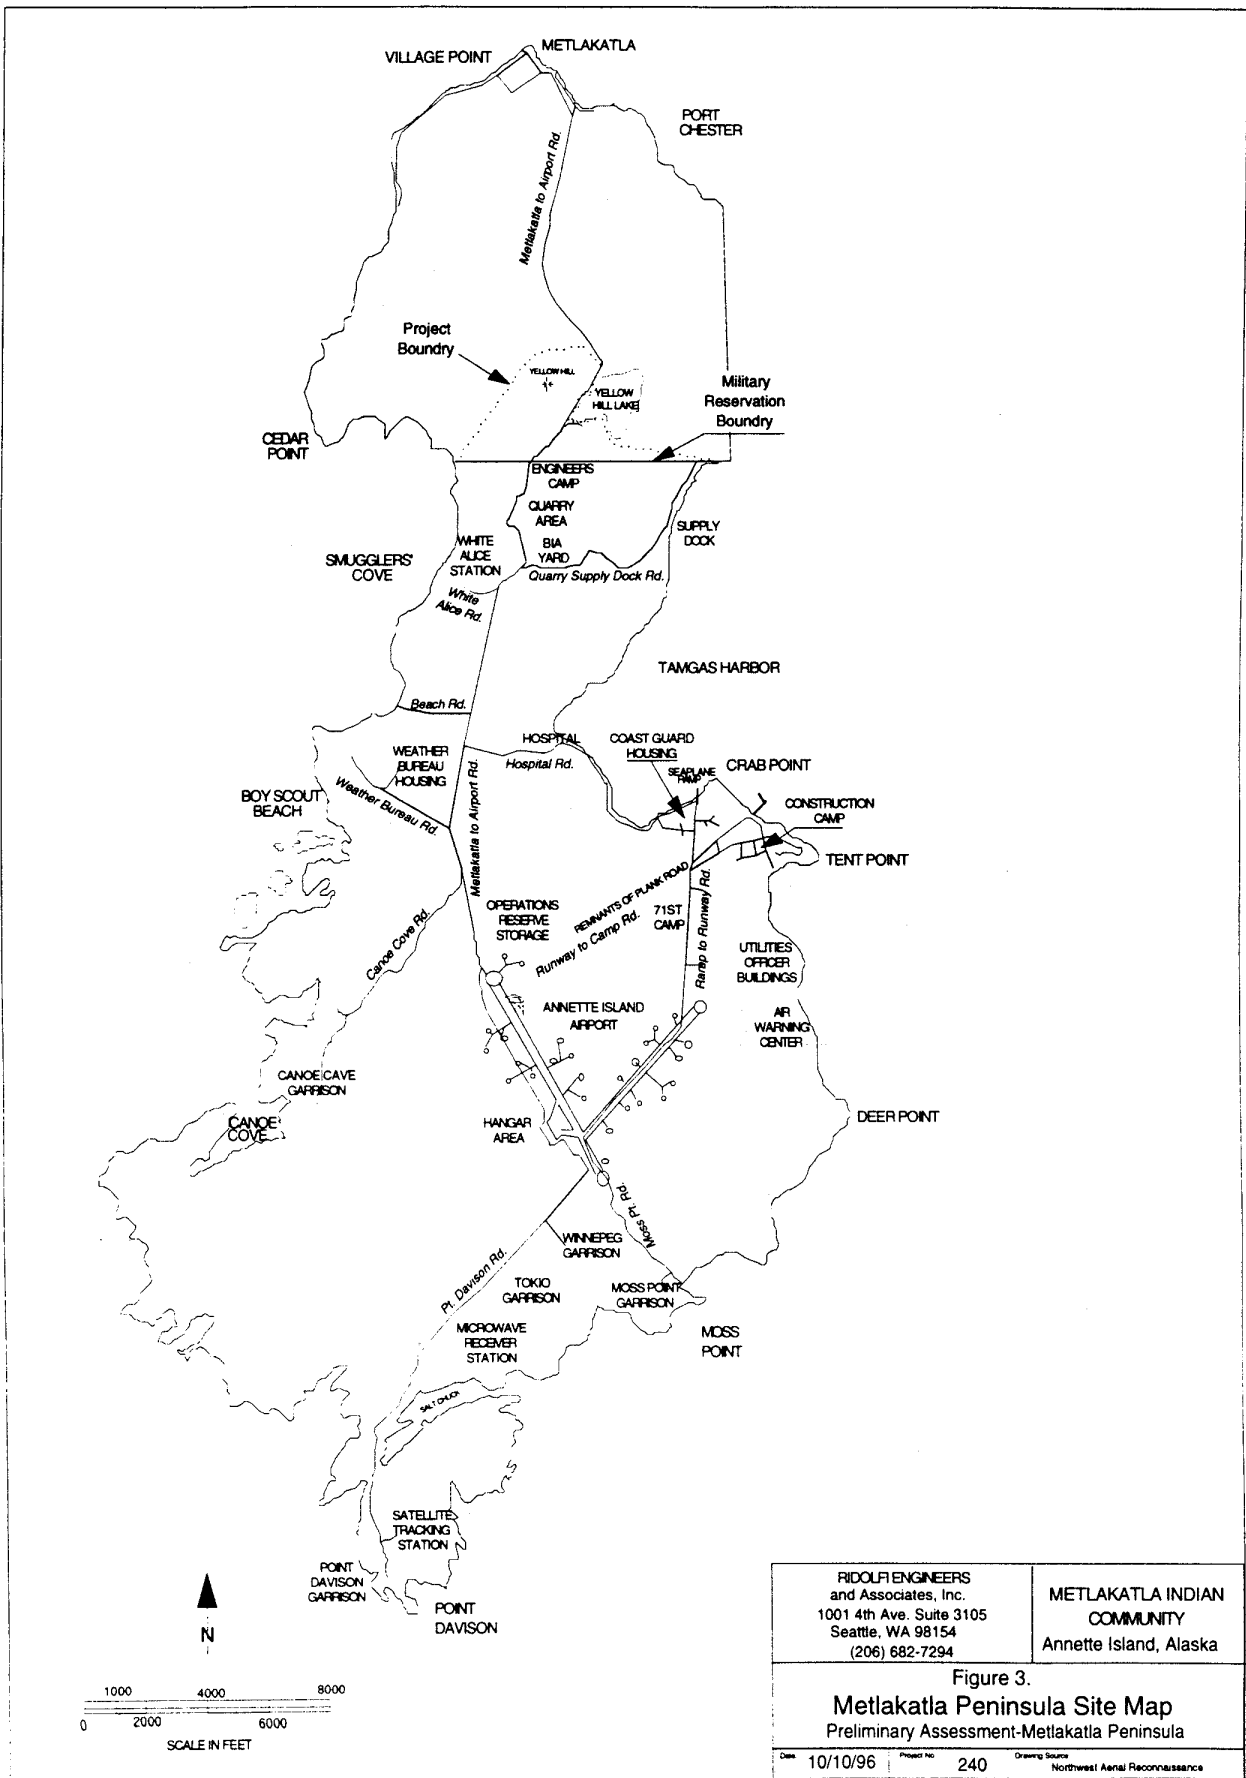 VILLAGE POINT
METLAKATLA
PORT
CHESTER
Metlakatla to Airport Rd.
Project
Boundry
YELLOW HILL
YELLOW
HILL LAKE
Military
Reservation
Boundry
CEDAR
POINT
ENGINEERS
CAMP
QUARRY
AREA
SUPPLY
DOCK
WHITE
ALICE
STATION
BIA
YARD
SMUGGLERS'
COVE
Quarry Supply Dock Rd.
White
Alice Rd.
TAMGAS HARBOR
Beach Rd.
HOSPITAL
Hospital Rd.
COAST GUARD
HOUSING
WEATHER
BUREAU
HOUSING
SEAPLANE
RAMP
CRAB POINT
BOY SCOUT
BEACH
Weather Bureau Rd.
Metlakatla to Airport Rd.
CONSTRUCTION
CAMP
TENT POINT
REMNANTS OF PLANK ROAD
Runway to Camp Rd.
OPERATIONS
RESERVE
STORAGE
71ST
CAMP
Ramp to Runway Rd.
Canoe Cove Rd.
UTILITIES
OFFICER
BUILDINGS
ANNETTE ISLAND
AIRPORT
AIR
WARNING
CENTER
CANOE CAVE
GARRISON
CANOE
COVE
HANGAR
AREA
DEER POINT
Moss Pt. Rd.
WINNEPEG
GARRISON
Pt. Davison Rd.
TOKIO
GARRISON
MOSS POINT
GARRISON
MICROWAVE
RECEIVER
STATION
MOSS
POINT
SALT CHUCK
SATELLITE
TRACKING
STATION
POINT
DAVISON
GARRISON
POINT
DAVISON
N
1000 4000 8000
0 2000 6000
SCALE IN FEET
RIDOLFI ENGINEERS
and Associates, Inc.
1001 4th Ave. Suite 3105
Seattle, WA 98154
(206) 682-7294
METLAKATLA INDIAN
COMMUNITY
Annette Island, Alaska
Figure 3.
Metlakatla Peninsula Site Map
Preliminary Assessment-Metlakatla Peninsula
Date 10/10/96 Project No 240 Drawing Source Northwest Aerial Reconnaissance